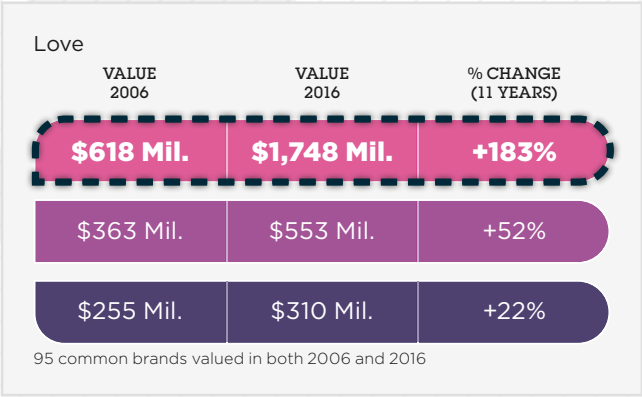 Love
VALUE 2006 VALUE 2016 % CHANGE (11 YEARS)
$618 Mil. $1,748 Mil. +183%
$363 Mil. $553 Mil. +52%
$255 Mil. $310 Mil. +22%
95 common brands valued in both 2006 and 2016